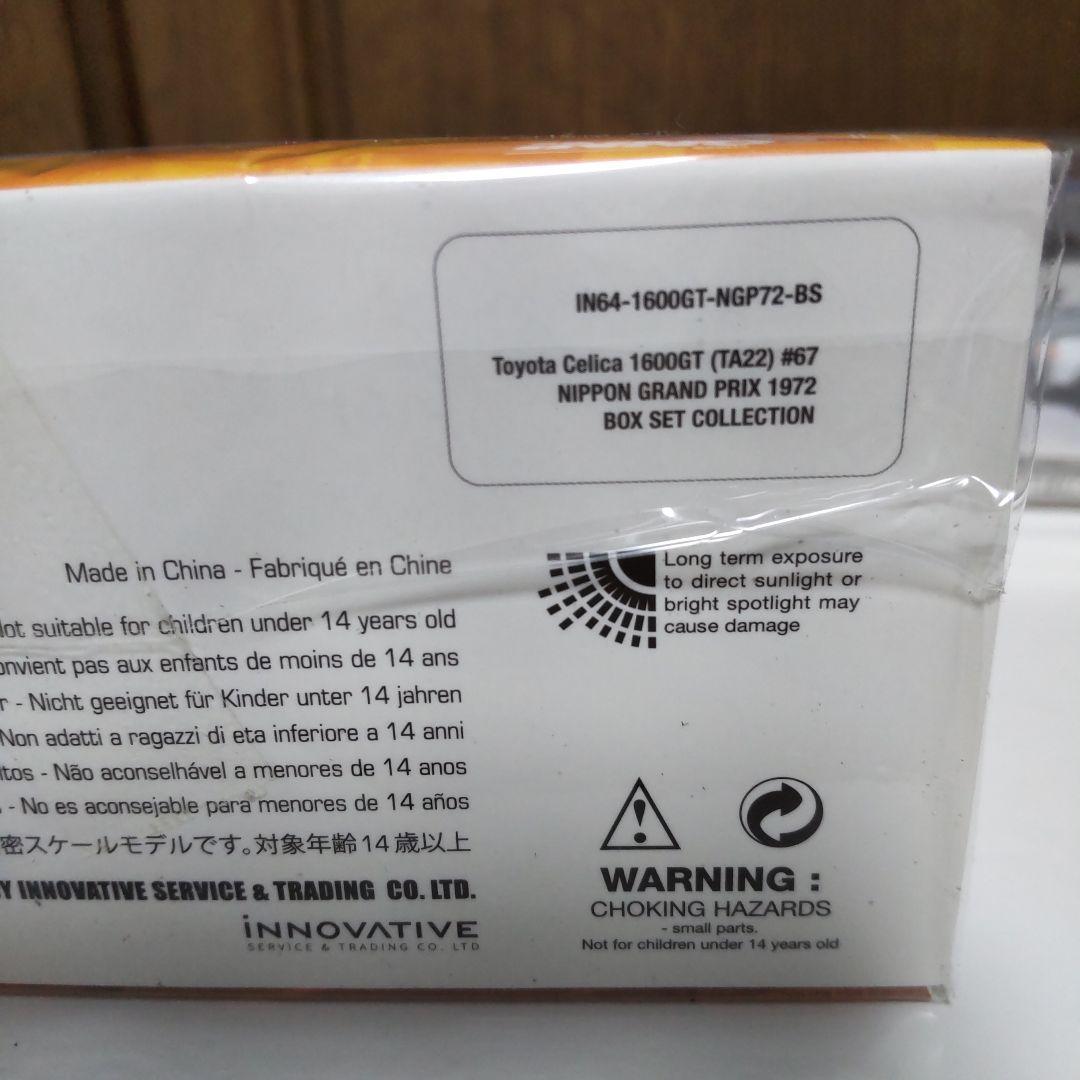 IN64-1600GT-NGP72-BS
Toyota Celica 1600GT (TA22) #67
NIPPON GRAND PRIX 1972
BOX SET COLLECTION
Made in China - Fabriqué en Chine
Long term exposure
to direct sunlight or
bright spotlight may
cause damage
suitable for children under 14 years old
pas aux enfants de moins de 14 ans
- Nicht geeignet für Kinder unter 14 jahren
Non adatti a ragazzi di eta inferiore a 14 anni
- Não aconselhável a menores de 14 anos
- No es aconsejable para menores de 14 años
密スケールモデルです。対象年齢14歳以上
INNOVATIVE SERVICE & TRADING CO. LTD.
INNOVATIVE
SERVICE & TRADING CO. LTD
WARNING :
CHOKING HAZARDS
- small parts.
Not for children under 14 years old